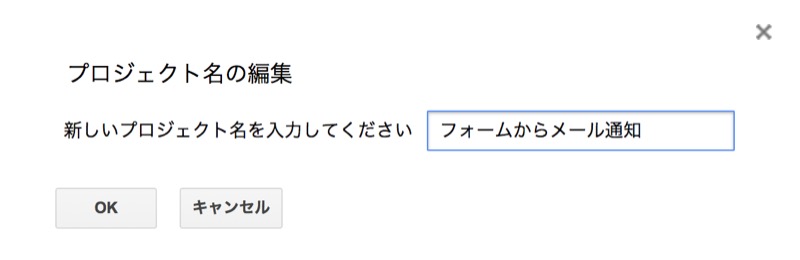 プロジェクト名の編集
新しいプロジェクト名を入力してください フォームからメール通知
OK キャンセル